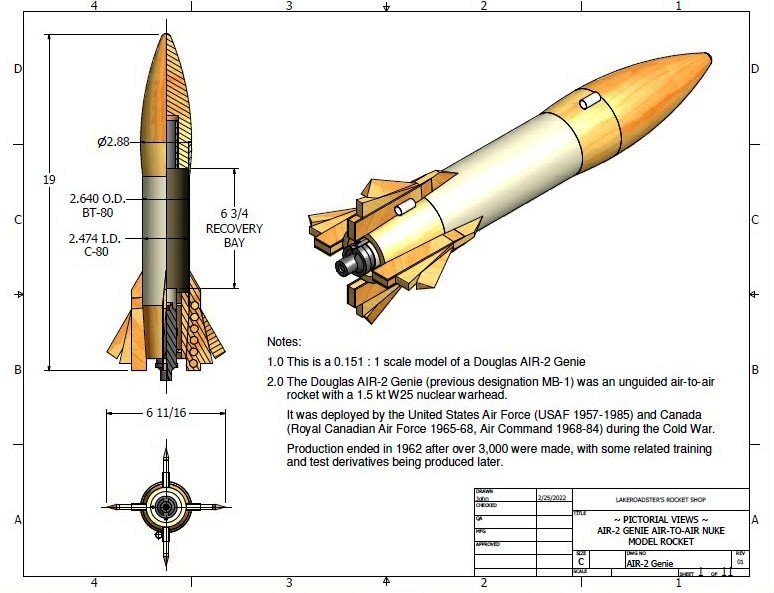 4 3 2 1
D D
Ø2.88
19
2.640 O.D.
BT-80
6 3/4
RECOVERY
BAY
C C
2.474 I.D.
C-80
Notes:
1.0 This is a 0.151 : 1 scale model of a Douglas AIR-2 Genie
B B
2.0 The Douglas AIR-2 Genie (previous designation MB-1) was an unguided air-to-air
rocket with a 1.5 kt W25 nuclear warhead.
It was deployed by the United States Air Force (USAF 1957-1985) and Canada
(Royal Canadian Air Force 1965-68, Air Command 1968-84) during the Cold War.
Production ended in 1962 after over 3,000 were made, with some related training
and test derivatives being produced later.
6 11/16
A A
DRAWN
John 2/25/2022
CHECKED
QA
MFG
APPROVED
LAKEROADSTER'S ROCKET SHOP
TITLE
~ PICTORIAL VIEWS ~
AIR-2 GENIE AIR-TO-AIR NUKE
MODEL ROCKET
SIZE
C
DWG NO
AIR-2 Genie
REV
01
SCALE
SHEET 1 OF 11
4 3 2 1